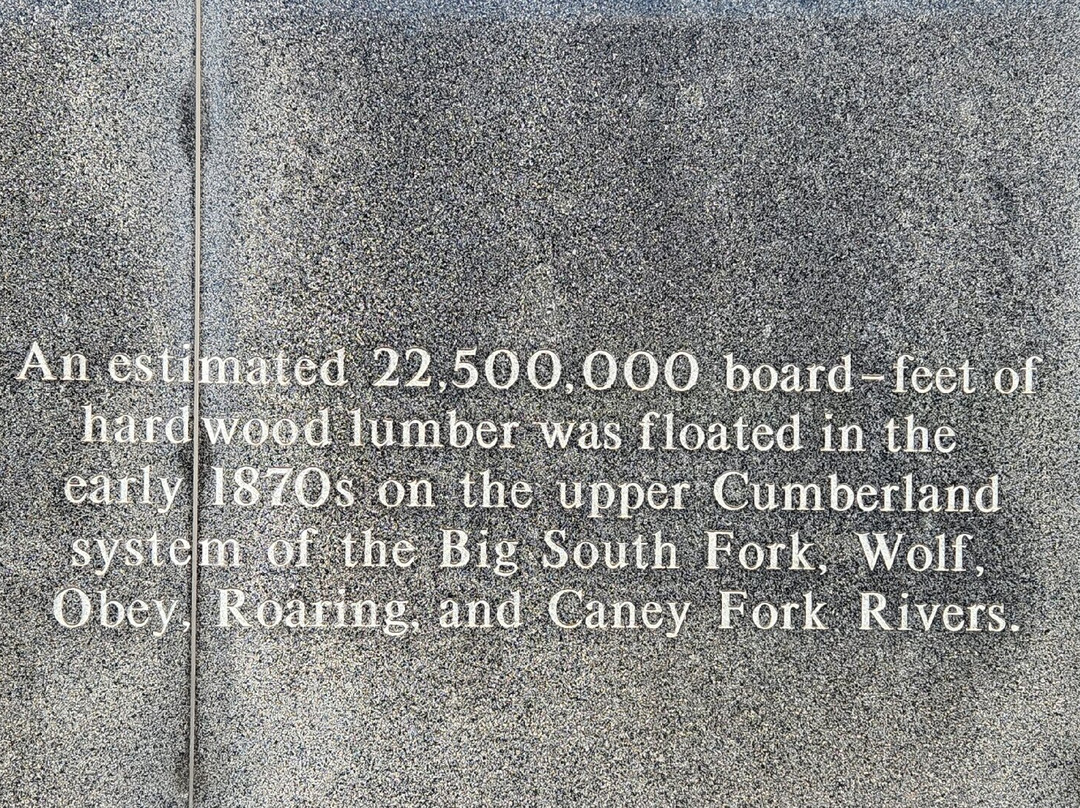 An estimated 22,500,000 board-feet of
hardwood lumber was floated in the
early 1870s on the upper Cumberland
system of the Big South Fork, Wolf,
Obey, Roaring, and Caney Fork Rivers.